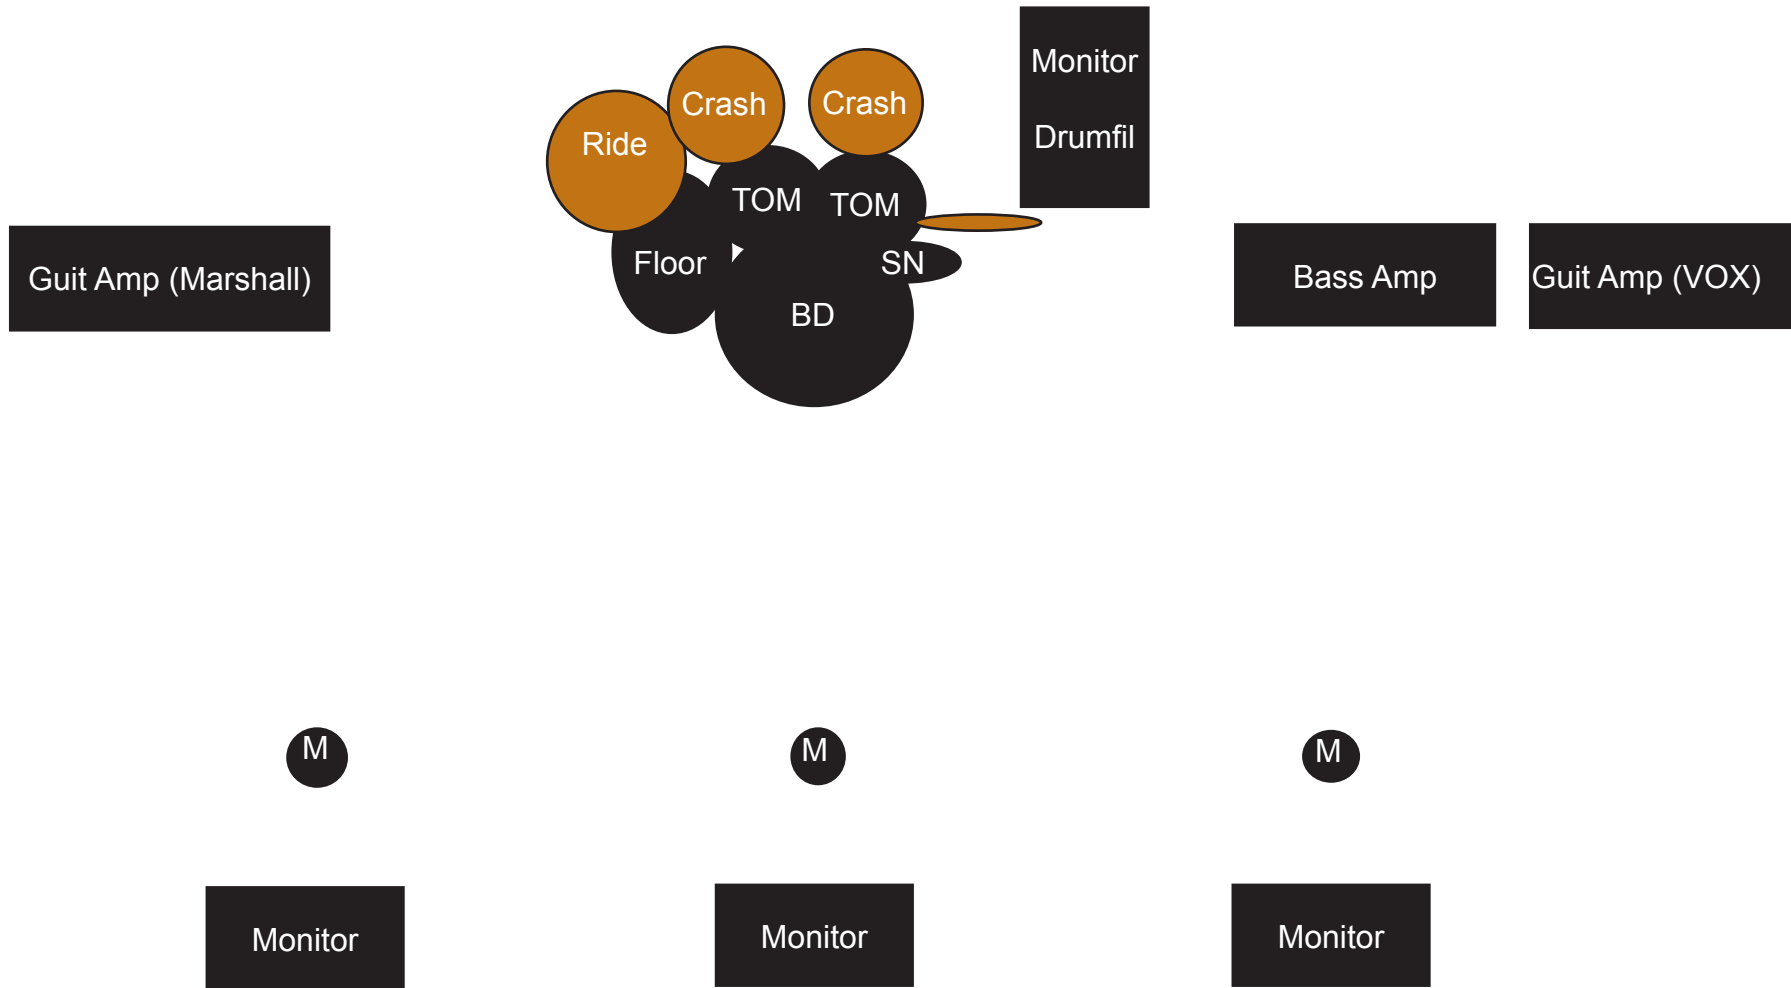 Monitor
Drumfil
Crash
Crash
Ride
TOM
TOM
Floor
SN
BD
Guit Amp (Marshall)
Bass Amp
Guit Amp (VOX)
M
M
M
Monitor
Monitor
Monitor